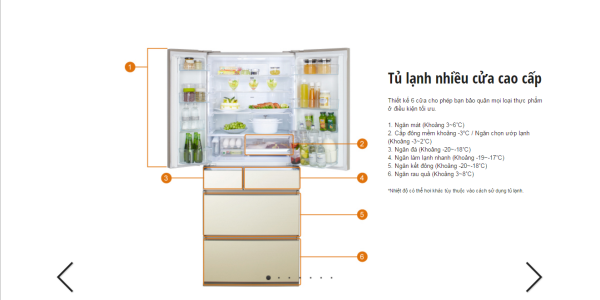 Tủ lạnh nhiều cửa cao cấp
Thiết kế 6 cửa cho phép bạn bảo quản mọi loại thực phẩm
ở điều kiện tối ưu.
1. Ngăn mát (Khoảng 3~6°C)
2. Cấp đông mềm khoảng -3°C / Ngăn chọn ướp lạnh
(Khoảng -3~2°C)
3. Ngăn đá (Khoảng -20~-18°C)
4. Ngăn làm lạnh nhanh (Khoảng -19~-17°C)
5. Ngăn kết đông (Khoảng -20~-18°C)
6. Ngăn rau quả (Khoảng 3~8°C)
*Nhiệt độ có thể hơi khác tùy thuộc vào cách sử dụng tủ lạnh.
1
2
3
4
5
6